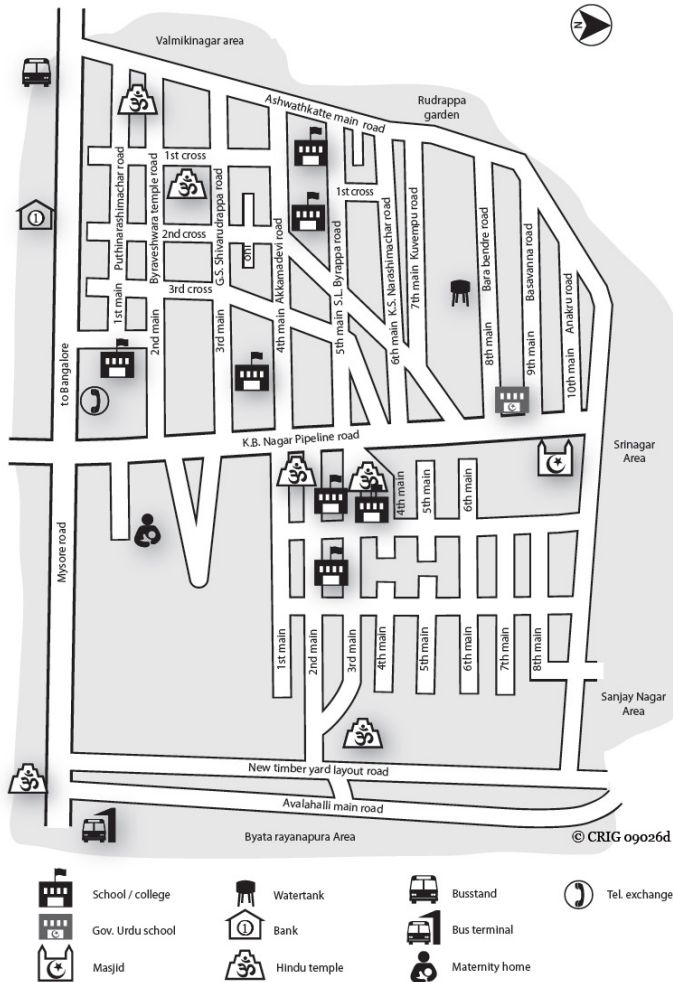 N
Valmikinagar area
Ashwathkatte main road
Rudrappa
garden
1st cross
1st cross
2nd cross
3rd cross
Puthinarashimachar road
1st main
Byraveshwara temple road
2nd main
G.S. Shivarudrappa road
3rd main
oni
Akkamadevi road
4th main
S.L. Byrappa road
5th main
K.S. Narashimachar road
6th main
Kuvempu road
7th main
Bara bendre road
8th main
Basavanna road
9th main
Anakru road
10th main
to Bangalore
K.B. Nagar Pipeline road
Srinagar
Area
Mysore road
4th main
5th main
6th main
1st main
2nd main
3rd main
4th main
5th main
6th main
7th main
8th main
Sanjay Nagar
Area
New timber yard layout road
Avalahalli main road
Byata rayanapura Area
© CRIG 09026d
School / college
Watertank
Busstand
Tel. exchange
Gov. Urdu school
1
Bank
Bus terminal
Masjid
Hindu temple
Maternity home